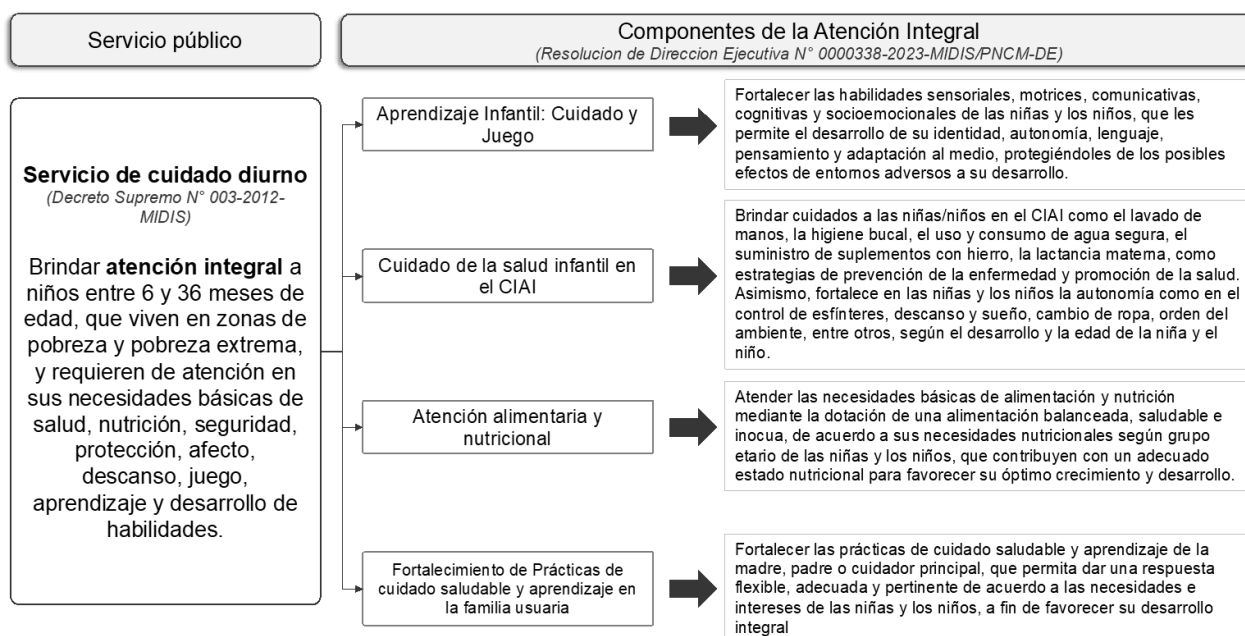 Servicio público
Componentes de la Atención Integral
(Resolucion de Direccion Ejecutiva N° 0000338-2023-MIDIS/PNCM-DE)
Servicio de cuidado diurno
(Decreto Supremo N° 003-2012-
MIDIS)
Brindar atención integral a
niños entre 6 y 36 meses de
edad, que viven en zonas de
pobreza y pobreza extrema,
y requieren de atención en
sus necesidades básicas de
salud, nutrición, seguridad,
protección, afecto,
descanso, juego,
aprendizaje y desarrollo de
habilidades.
Aprendizaje Infantil: Cuidado y
Juego
Fortalecer las habilidades sensoriales, motrices, comunicativas,
cognitivas y socioemocionales de las niñas y los niños, que les
permite el desarrollo de su identidad, autonomía, lenguaje,
pensamiento y adaptación al medio, protegiéndoles de los posibles
efectos de entornos adversos a su desarrollo.
Cuidado de la salud infantil en
el CIAI
Brindar cuidados a las niñas/niños en el CIAI como el lavado de
manos, la higiene bucal, el uso y consumo de agua segura, el
suministro de suplementos con hierro, la lactancia materna, como
estrategias de prevención de la enfermedad y promoción de la salud.
Asimismo, fortalece en las niñas y los niños la autonomía como en el
control de esfínteres, descanso y sueño, cambio de ropa, orden del
ambiente, entre otros, según el desarrollo y la edad de la niña y el
niño.
Atención alimentaria y
nutricional
Atender las necesidades básicas de alimentación y nutrición
mediante la dotación de una alimentación balanceada, saludable e
inocua, de acuerdo a sus necesidades nutricionales según grupo
etario de las niñas y los niños, que contribuyen con un adecuado
estado nutricional para favorecer su óptimo crecimiento y desarrollo.
Fortalecimiento de Prácticas de
cuidado saludable y aprendizaje en
la familia usuaria
Fortalecer las prácticas de cuidado saludable y aprendizaje de la
madre, padre o cuidador principal, que permita dar una respuesta
flexible, adecuada y pertinente de acuerdo a las necesidades e
intereses de las niñas y los niños, a fin de favorecer su desarrollo
integral